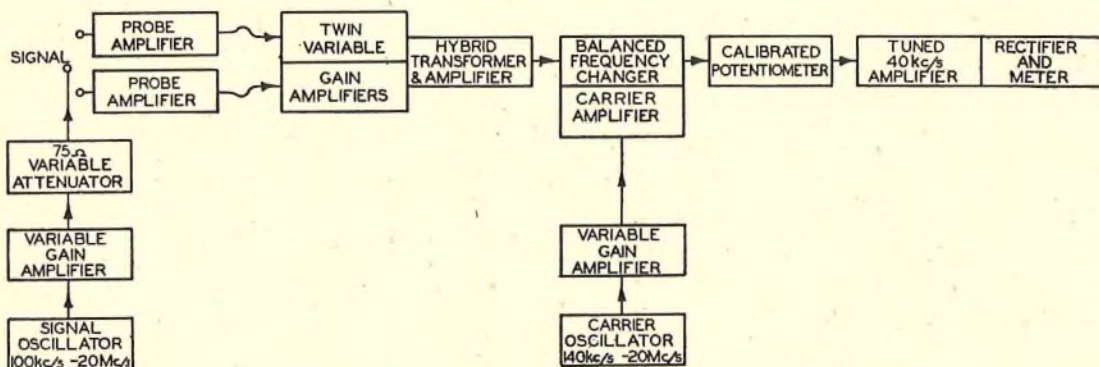 PROBE
AMPLIFIER
SIGNAL
PROBE
AMPLIFIER
75Ω
VARIABLE
ATTENUATOR
VARIABLE
GAIN
AMPLIFIER
SIGNAL
OSCILLATOR
100kc/s -20Mc/s
TWIN
VARIABLE
GAIN
AMPLIFIERS
HYBRID
TRANSFORMER
& AMPLIFIER
BALANCED
FREQUENCY
CHANGER
CARRIER
AMPLIFIER
VARIABLE
GAIN
AMPLIFIER
CARRIER
OSCILLATOR
140kc/s -20Mc/s
CALIBRATED
POTENTIOMETER
TUNED
40kc/s
AMPLIFIER
RECTIFIER
AND
METER